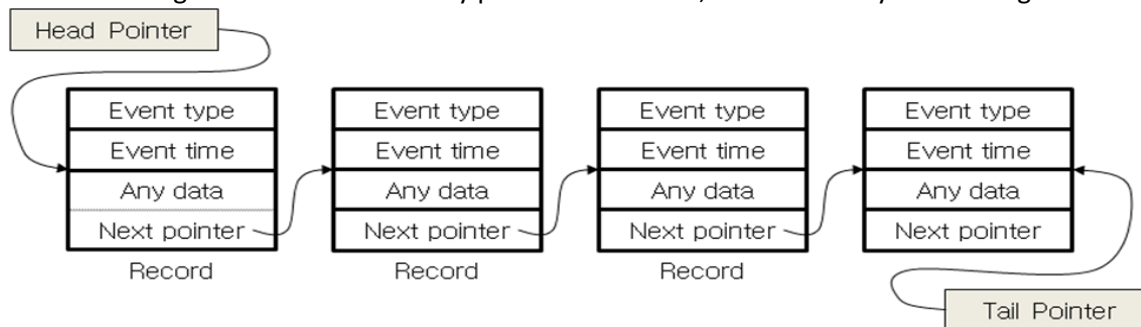 Head Pointer
Event type Event type Event type Event type
Event time Event time Event time Event time
Any data Any data Any data Any data
Next pointer Next pointer Next pointer Next pointer
Record Record Record
Tail Pointer